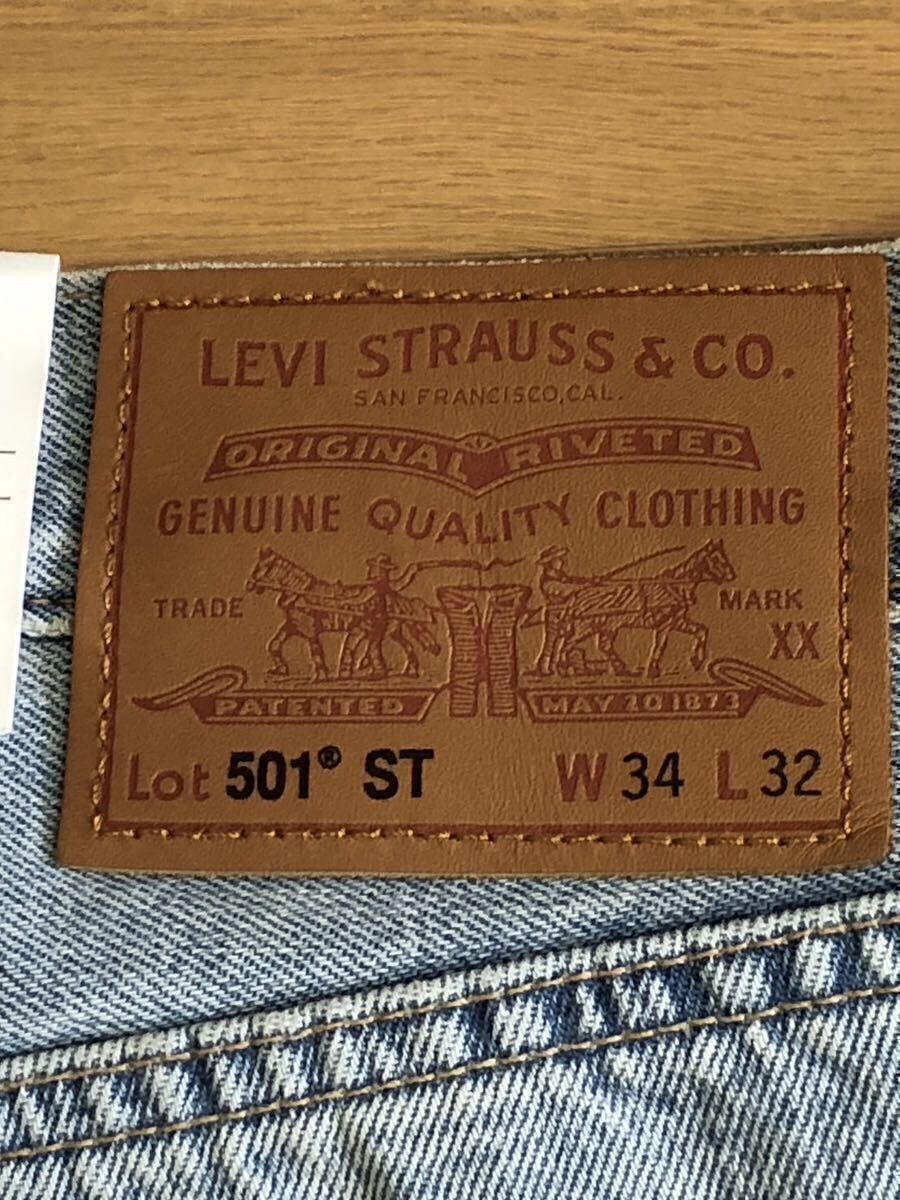 LEVI STRAUSS & CO.
SAN FRANCISCO, CAL.
ORIGINAL RIVETED
GENUINE QUALITY CLOTHING
TRADE MARK
XX
PATENTED MAY 20 1873
Lot 501® ST W 34 L 32